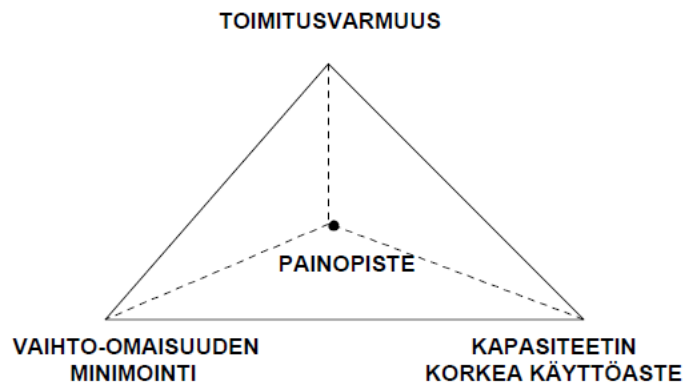 TOIMITUSVARMUUS
PAINOPISTE
VAIHTO-OMAISUUDEN
MINIMOINTI
KAPASITEETIN
KORKEA KÄYTTÖASTE